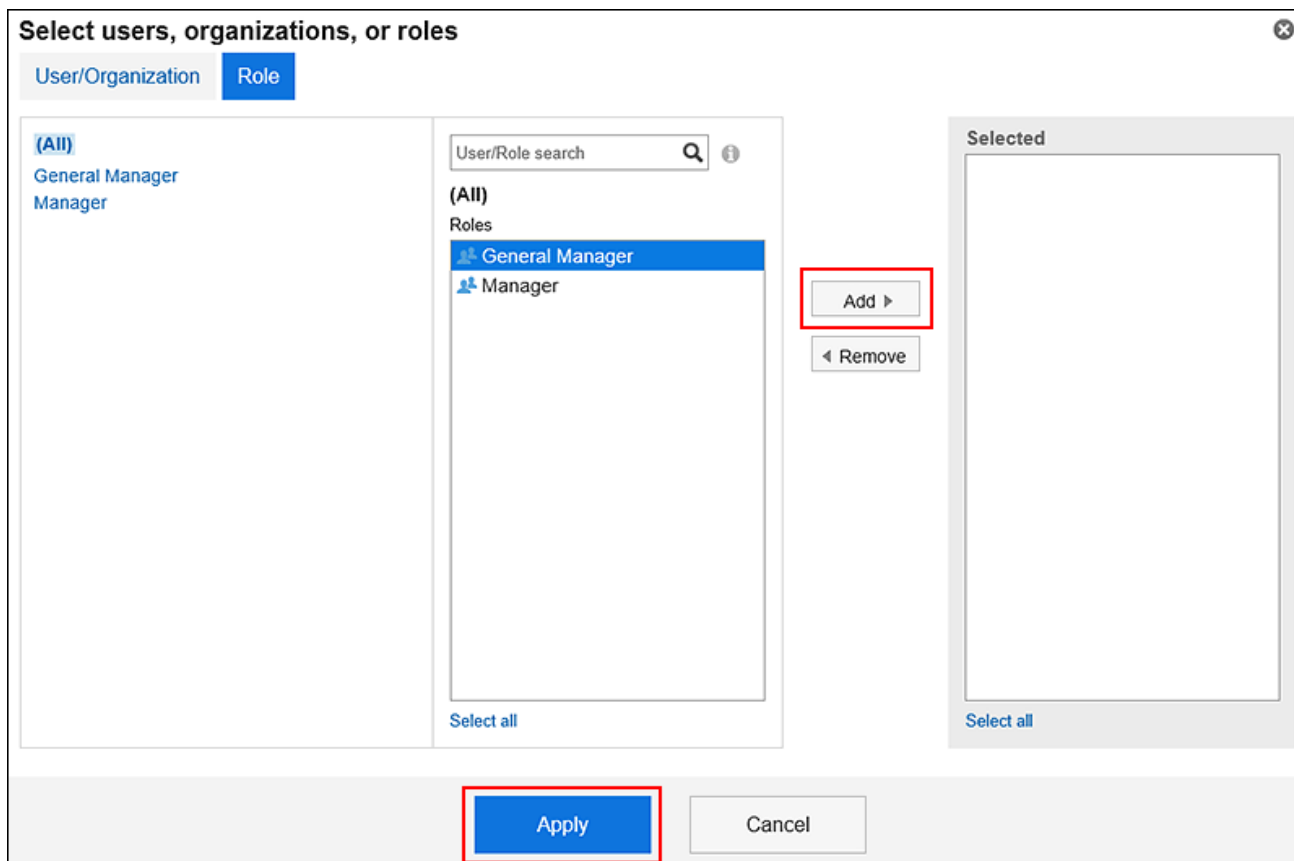 Select users, organizations, or roles
User/Organization
Role
(All)
General Manager
Manager
User/Role search
(All)
Roles
General Manager
Manager
Select all
Add
Remove
Selected
Select all
Apply
Cancel